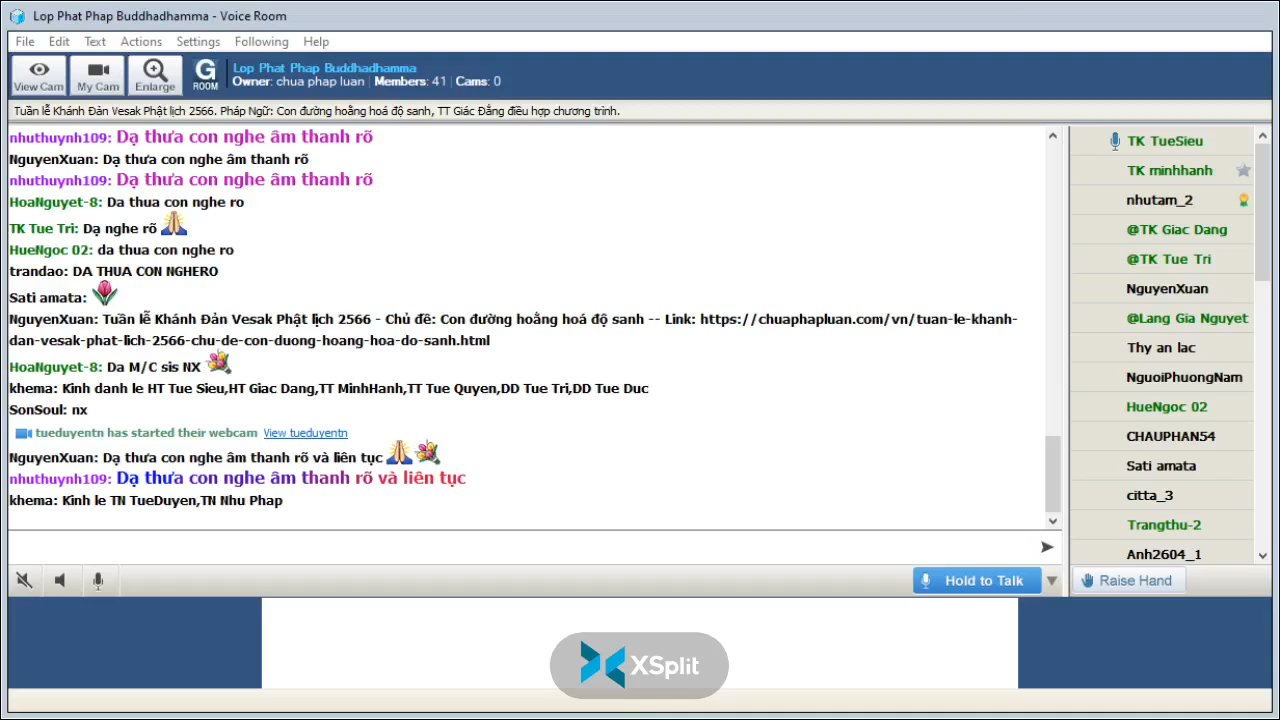 Lop Phat Phap Buddhadhamma - Voice Room
File Edit Text Actions Settings Following Help
View Cam My Cam Enlarge G ROOM
Lop Phat Phap Buddhadhamma
Owner: chua phap luan | Members: 41 | Cams: 0
Tuần lễ Khánh Đản Vesak Phật lịch 2566. Pháp Ngữ: Con đường hoằng hoá độ sanh, TT Giác Đẳng điều hợp chương trình.
nhuthuynh109: Dạ thưa con nghe âm thanh rõ
NguyenXuan: Dạ thưa con nghe âm thanh rõ
nhuthuynh109: Dạ thưa con nghe âm thanh rõ
HoaNguyet-8: Da thua con nghe ro
TK Tue Tri: Dạ nghe rõ
HueNgoc 02: da thua con nghe ro
trandao: DA THUA CON NGHERO
Sati amata:
NguyenXuan: Tuần lễ Khánh Đản Vesak Phật lịch 2566 - Chủ đề: Con đường hoằng hoá độ sanh -- Link: https://chuaphapluan.com/vn/tuan-le-khanh-
dan-vesak-phat-lich-2566-chu-de-con-duong-hoang-hoa-do-sanh.html
HoaNguyet-8: Da M/C sis NX
khema: Kinh danh le HT Tue Sieu,HT Giac Dang,TT MinhHanh,TT Tue Quyen,DD Tue Tri,DD Tue Duc
SonSoul: nx
tueduyentn has started their webcam View tueduyentn
NguyenXuan: Dạ thưa con nghe âm thanh rõ và liên tục
nhuthuynh109: Dạ thưa con nghe âm thanh rõ và liên tục
khema: Kinh le TN TueDuyen,TN Nhu Phap
TK TueSieu
TK minhhanh
nhutam_2
@TK Giac Dang
@TK Tue Tri
NguyenXuan
@Lang Gia Nguyet
Thy an lac
NguoiPhuongNam
HueNgoc 02
CHAUPHAN54
Sati amata
citta_3
Trangthu-2
Anh2604_1
Hold to Talk
Raise Hand
XSplit